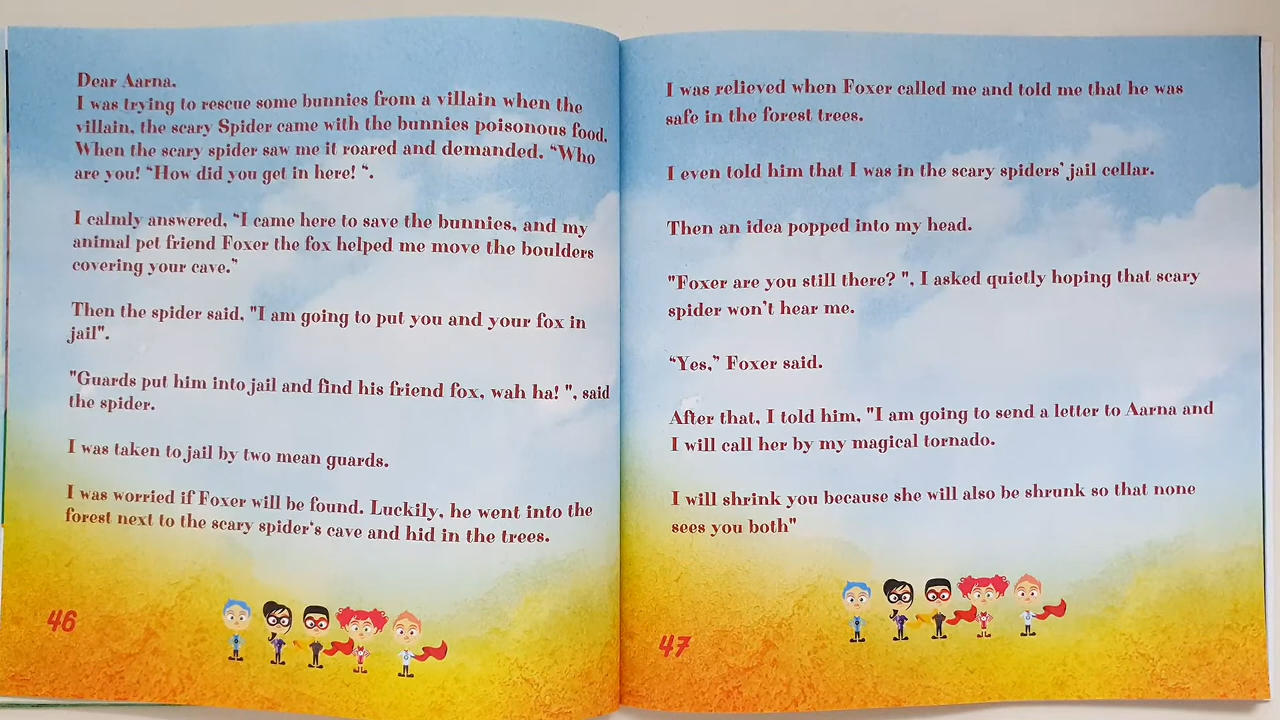 Dear Aarna.
I was trying to rescue some bunnies from a villain when the
villain, the scary Spider came with the bunnies poisonous food.
When the scary spider saw me it roared and demanded. “Who
are you! “How did you get in here! “.
I calmly answered, “I came here to save the bunnies, and my
animal pet friend Foxer the fox helped me move the boulders
covering your cave.”
Then the spider said, "I am going to put you and your fox in
jail".
"Guards put him into jail and find his friend fox, wah ha! ", said
the spider.
I was taken to jail by two mean guards.
I was worried if Foxer will be found. Luckily, he went into the
forest next to the scary spider's cave and hid in the trees.
46
I was relieved when Foxer called me and told me that he was
safe in the forest trees.
I even told him that I was in the scary spiders’ jail cellar.
Then an idea popped into my head.
"Foxer are you still there? ", I asked quietly hoping that scary
spider won’t hear me.
“Yes,” Foxer said.
After that, I told him, "I am going to send a letter to Aarna and
I will call her by my magical tornado.
I will shrink you because she will also be shrunk so that none
sees you both"
47